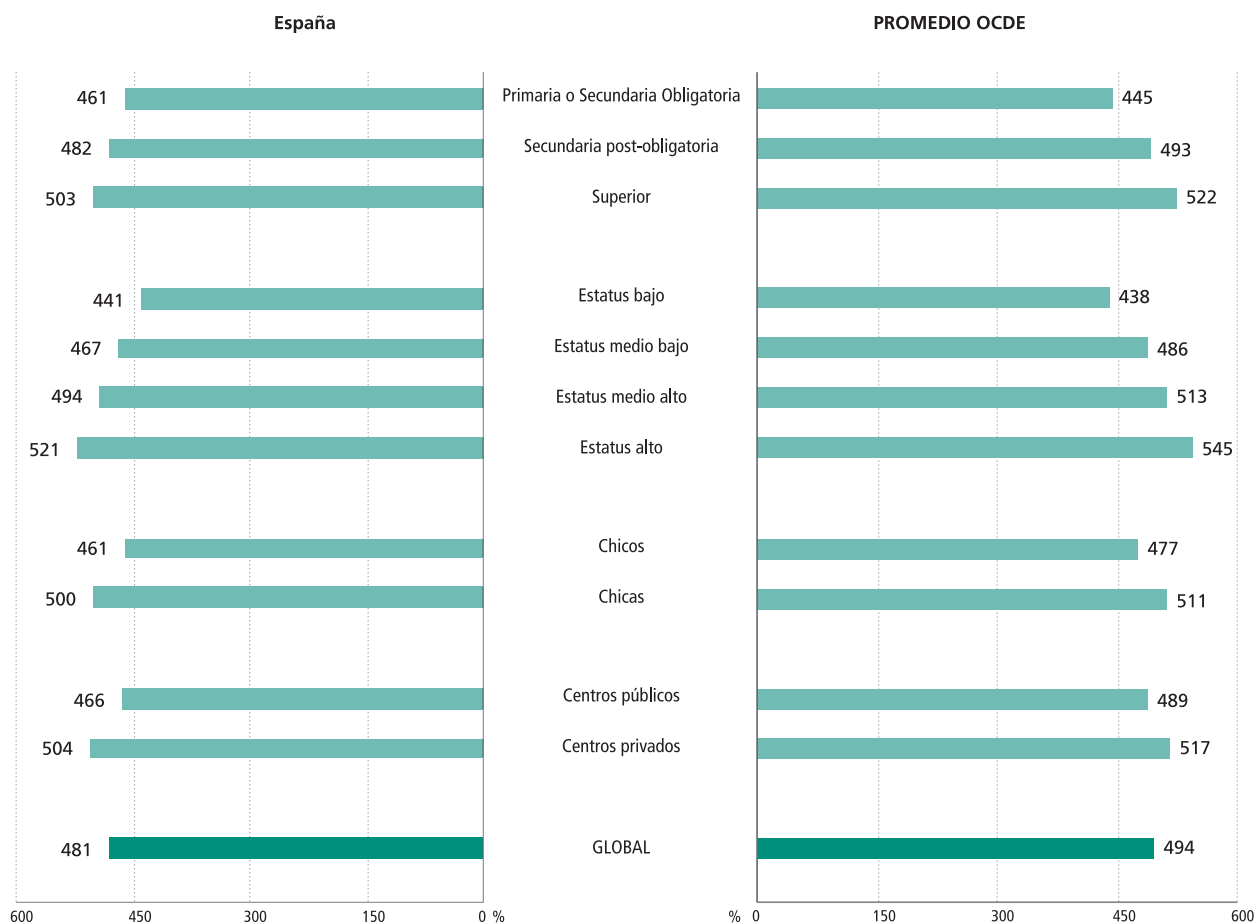 España PROMEDIO OCDE
461 Primaria o Secundaria Obligatoria 445
482 Secundaria post-obligatoria 493
503 Superior 522
441 Estatus bajo 438
467 Estatus medio bajo 486
494 Estatus medio alto 513
521 Estatus alto 545
461 Chicos 477
500 Chicas 511
466 Centros públicos 489
504 Centros privados 517
481 GLOBAL 494
600 450 300 150 0 % % 0 150 300 450 600